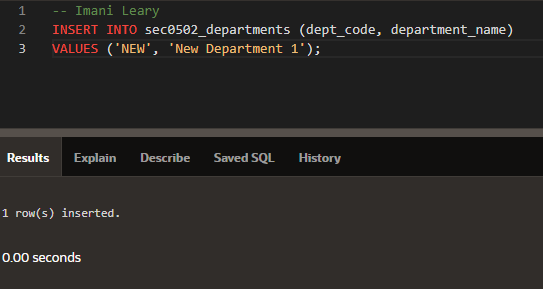 1 -- Imani Leary
2 INSERT INTO sec0502_departments (dept_code, department_name)
3 VALUES ('NEW', 'New Department 1');
Results Explain Describe Saved SQL History
1 row(s) inserted.
0.00 seconds